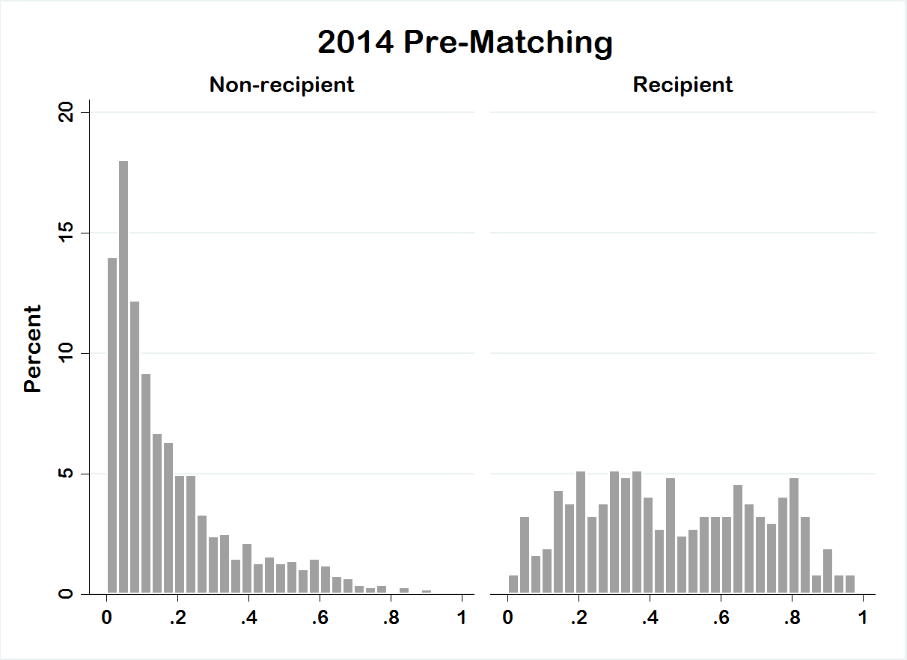 2014 Pre-Matching
Non-recipient
Recipient
Percent
20
15
10
5
0
0 .2 .4 .6 .8 1
0 .2 .4 .6 .8 1